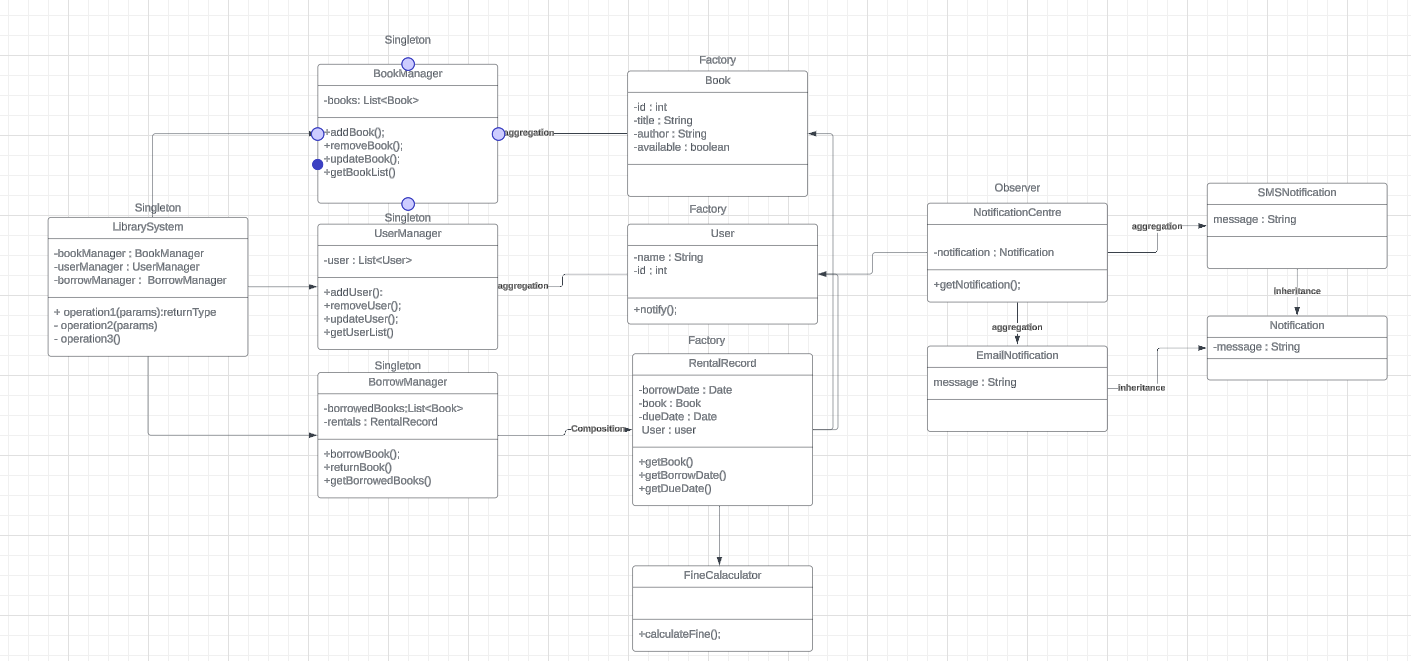 Singleton
BookManager
-books: List<Book>
+addBook();
+removeBook();
+updateBook();
+getBookList()
aggregation
Factory
Book
-id : int
-title : String
-author : String
-available : boolean
Singleton
LibrarySystem
-bookManager : BookManager
-userManager : UserManager
-borrowManager : BorrowManager
+ operation1(params):returnType
- operation2(params)
- operation3()
Singleton
UserManager
-user : List<User>
+addUser():
+removeUser();
+updateUser();
+getUserList()
aggregation
Factory
User
-name : String
-id : int
+notify();
Singleton
BorrowManager
-borrowedBooks;List<Book>
-rentals : RentalRecord
+borrowBook();
+returnBook()
+getBorrowedBooks()
-Composition
Factory
RentalRecord
-borrowDate : Date
-book : Book
-dueDate : Date
User : user
+getBook()
+getBorrowDate()
+getDueDate()
FineCalaculator
+calculateFine();
Observer
NotificationCentre
-notification : Notification
+getNotification();
aggregation
aggregation
EmailNotification
message : String
inheritance
SMSNotification
message : String
inheritance
Notification
-message : String